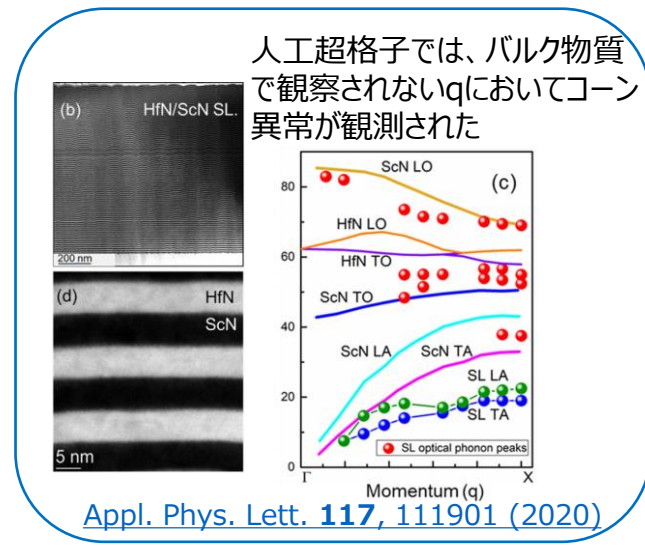 人工超格子では、バルク物質
で観察されないqにおいてコーン
異常が観測された
(b)
HfN/ScN SL.
200 nm
(d)
HfN
ScN
5 nm
(c)
80
60
40
20
0
ScN LO
HfN LO
HfN TO
ScN TO
ScN LA
ScN TA
SL LA
SL TA
SL optical phonon peaks
Γ
X
Momentum (q)
Appl. Phys. Lett. 117, 111901 (2020)